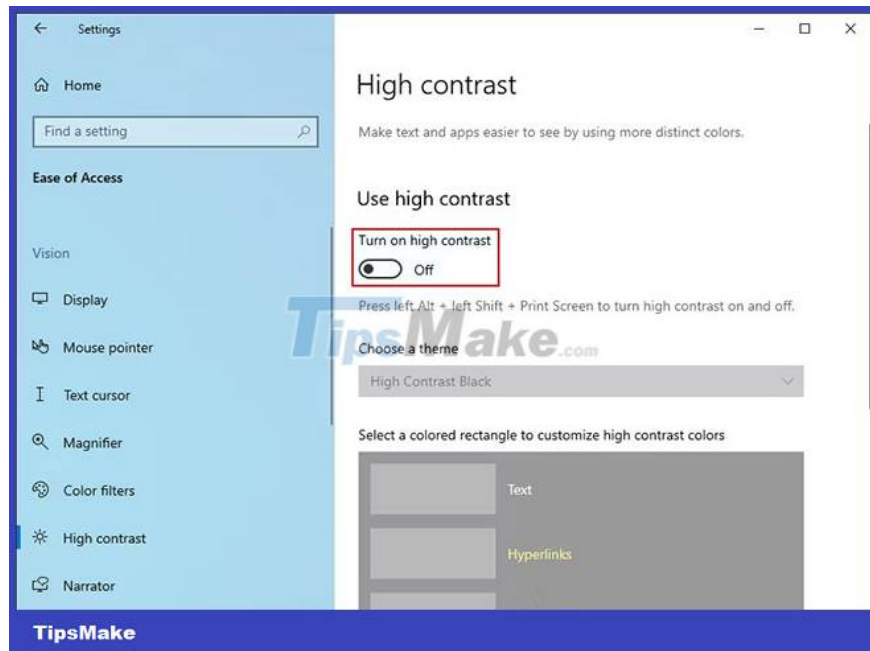 Settings
Home
Find a setting
Ease of Access
Vision
Display
Mouse pointer
Text cursor
Magnifier
Color filters
High contrast
Narrator
High contrast
Make text and apps easier to see by using more distinct colors.
Use high contrast
Turn on high contrast
Off
Press left Alt + left Shift + Print Screen to turn high contrast on and off.
TipsMake.com
Choose a theme
High Contrast Black
Select a colored rectangle to customize high contrast colors
Text
Hyperlinks
TipsMake